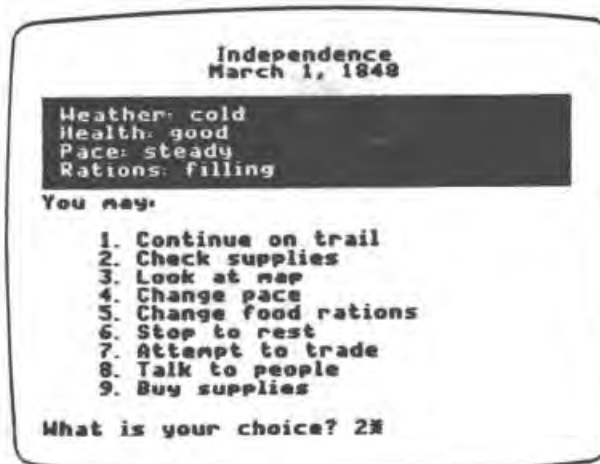 Independence
March 1, 1848
Weather: cold
Health: good
Pace: steady
Rations: filling
You may:
1. Continue on trail
2. Check supplies
3. Look at map
4. Change pace
5. Change food rations
6. Stop to rest
7. Attempt to trade
8. Talk to people
9. Buy supplies
What is your choice? 2